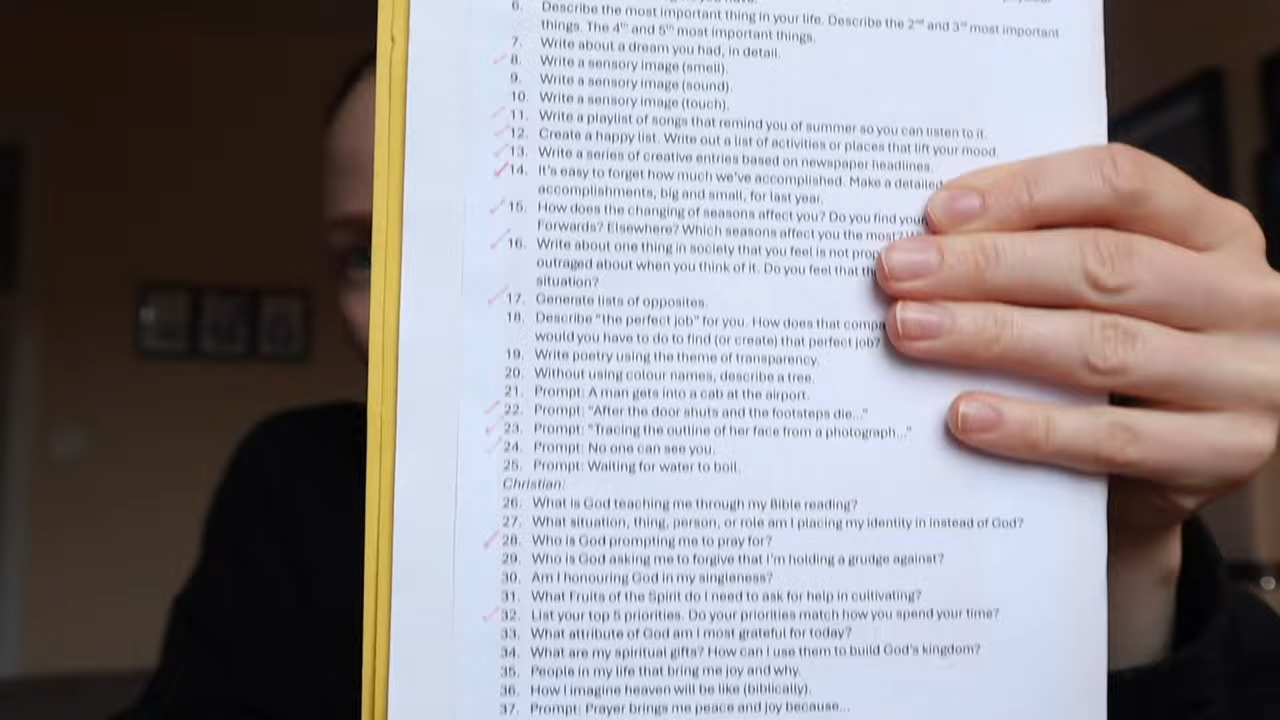 6. Describe the most important thing in your life. Describe the 2nd and 3rd most important
things. The 4th and 5th most important things.
7. Write about a dream you had, in detail.
8. Write a sensory image (smell).
9. Write a sensory image (sound).
10. Write a sensory image (touch).
11. Write a playlist of songs that remind you of summer so you can listen to it.
12. Create a happy list. Write out a list of activities or places that lift your mood.
13. Write a series of creative entries based on newspaper headlines.
14. It's easy to forget how much we've accomplished. Make a detailed
accomplishments, big and small, for last year.
15. How does the changing of seasons affect you? Do you find
Forwards? Elsewhere? Which seasons affect you the most?
16. Write about one thing in society that you feel is not
outraged about when you think of it. Do you feel that
situation?
17. Generate lists of opposites.
18. Describe "the perfect job" for you. How does that
would you have to do to find (or create) that perfect job?
19. Write poetry using the theme of transparency.
20. Without using colour names, describe a tree.
21. Prompt: A man gets into a cab at the airport.
22. Prompt: "After the door shuts and the footsteps die..."
23. Prompt: "Tracing the outline of her face from a photograph..."
24. Prompt: No one can see you.
25. Prompt: Waiting for water to boil.
Christian:
26. What is God teaching me through my Bible reading?
27. What situation, thing, person, or role am I placing my identity in instead of God?
28. Who is God prompting me to pray for?
29. Who is God asking me to forgive that I'm holding a grudge against?
30. Am I honouring God in my singleness?
31. What Fruits of the Spirit do I need to ask for help in cultivating?
32. List your top 5 priorities. Do your priorities match how you spend your time?
33. What attribute of God am I most grateful for today?
34. What are my spiritual gifts? How can I use them to build God's kingdom?
35. People in my life that bring me joy and why.
36. How I imagine heaven will be like (biblically).
37. Prompt: Prayer brings me peace and joy because...